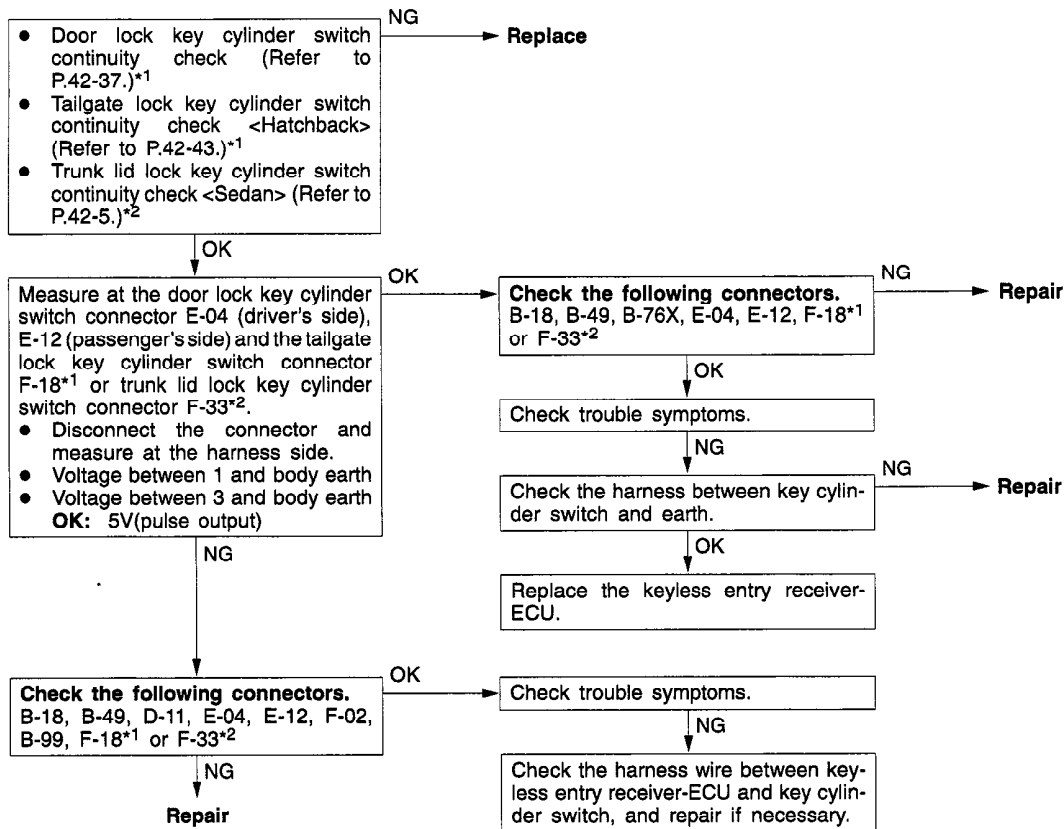 NG
• Door lock key cylinder switch
continuity check (Refer to
P.42-37.)*1
• Tailgate lock key cylinder switch
continuity check <Hatchback>
(Refer to P.42-43.)*1
• Trunk lid lock key cylinder switch
continuity check <Sedan> (Refer to
P.42-5.)*2
Replace
OK
Measure at the door lock key cylinder
switch connector E-04 (driver's side),
E-12 (passenger's side) and the tailgate
lock key cylinder switch connector
F-18*1 or trunk lid lock key cylinder
switch connector F-33*2.
• Disconnect the connector and
measure at the harness side.
• Voltage between 1 and body earth
• Voltage between 3 and body earth
OK: 5V(pulse output)
OK
Check the following connectors.
B-18, B-49, B-76X, E-04, E-12, F-18*1
or F-33*2
NG
Repair
OK
Check trouble symptoms.
NG
Check the harness between key cylin-
der switch and earth.
NG
Repair
OK
Replace the keyless entry receiver-
ECU.
NG
Check the following connectors.
B-18, B-49, D-11, E-04, E-12, F-02,
B-99, F-18*1 or F-33*2
OK
Check trouble symptoms.
NG
Check the harness wire between key-
less entry receiver-ECU and key cylin-
der switch, and repair if necessary.
NG
Repair